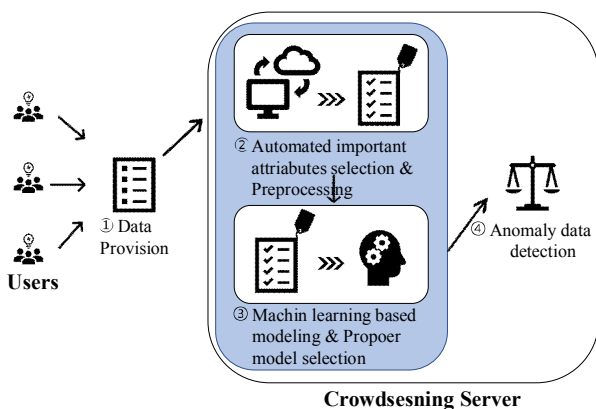 Users
① Data
Provision
② Automated important
attriabutes selection &
Preprocessing
③ Machin learning based
modeling & Propoer
model selection
④ Anomaly data
detection
Crowdsesning Server